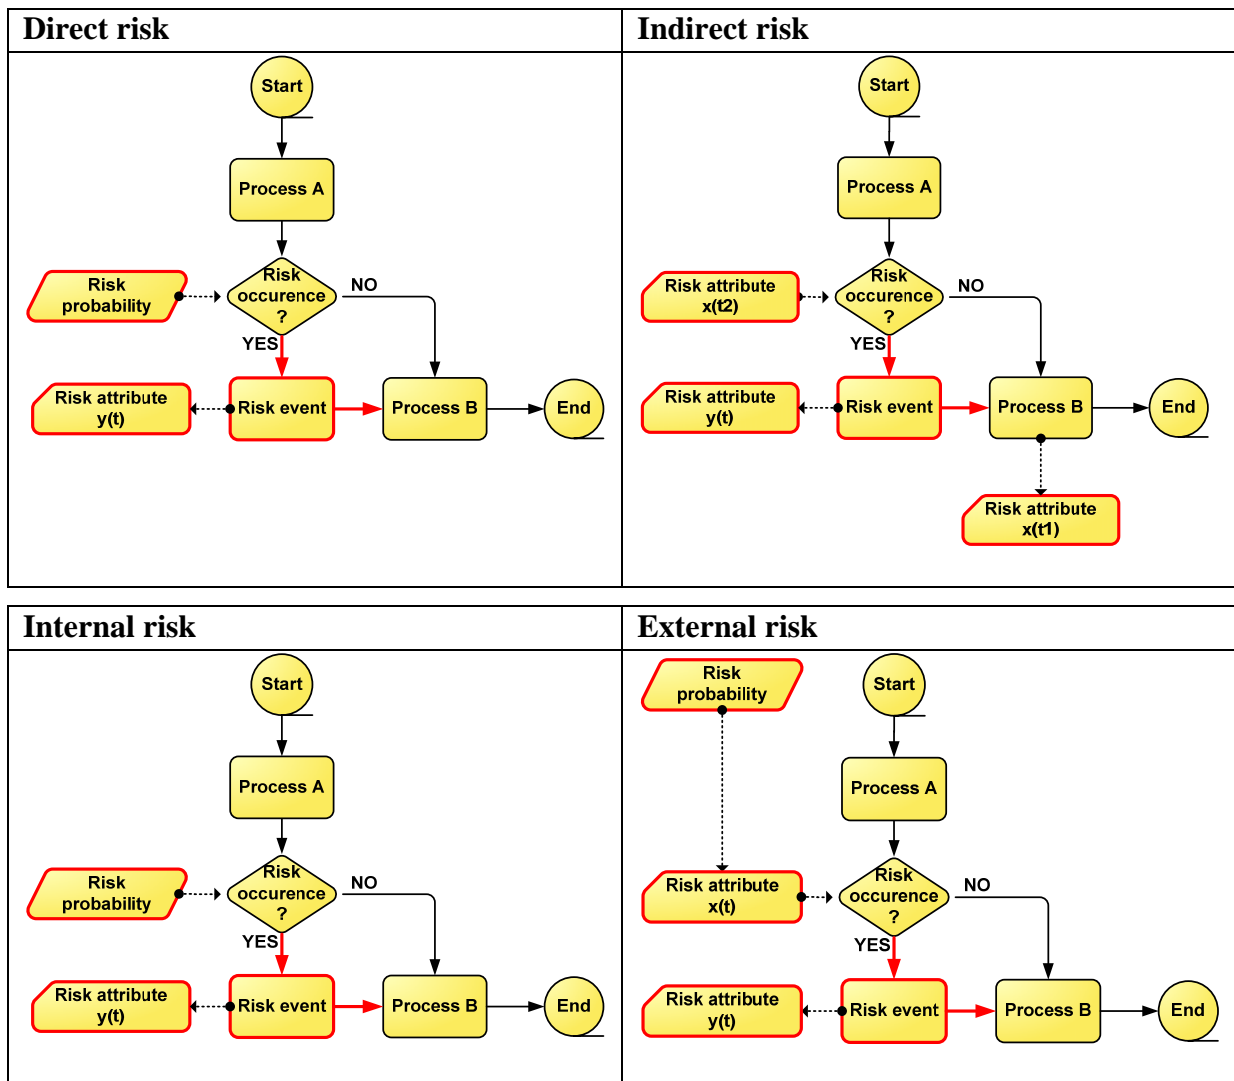 Direct risk
Start
Process A
Risk
probability
Risk
occurence
?
NO
YES
Risk attribute
y(t)
Risk event
Process B
End
Indirect risk
Start
Process A
Risk attribute
x(t2)
Risk
occurence
?
NO
YES
Risk attribute
y(t)
Risk event
Process B
End
Risk attribute
x(t1)
Internal risk
Start
Process A
Risk
probability
Risk
occurence
?
NO
YES
Risk attribute
y(t)
Risk event
Process B
End
External risk
Risk
probability
Start
Process A
Risk attribute
x(t)
Risk
occurence
?
NO
YES
Risk attribute
y(t)
Risk event
Process B
End